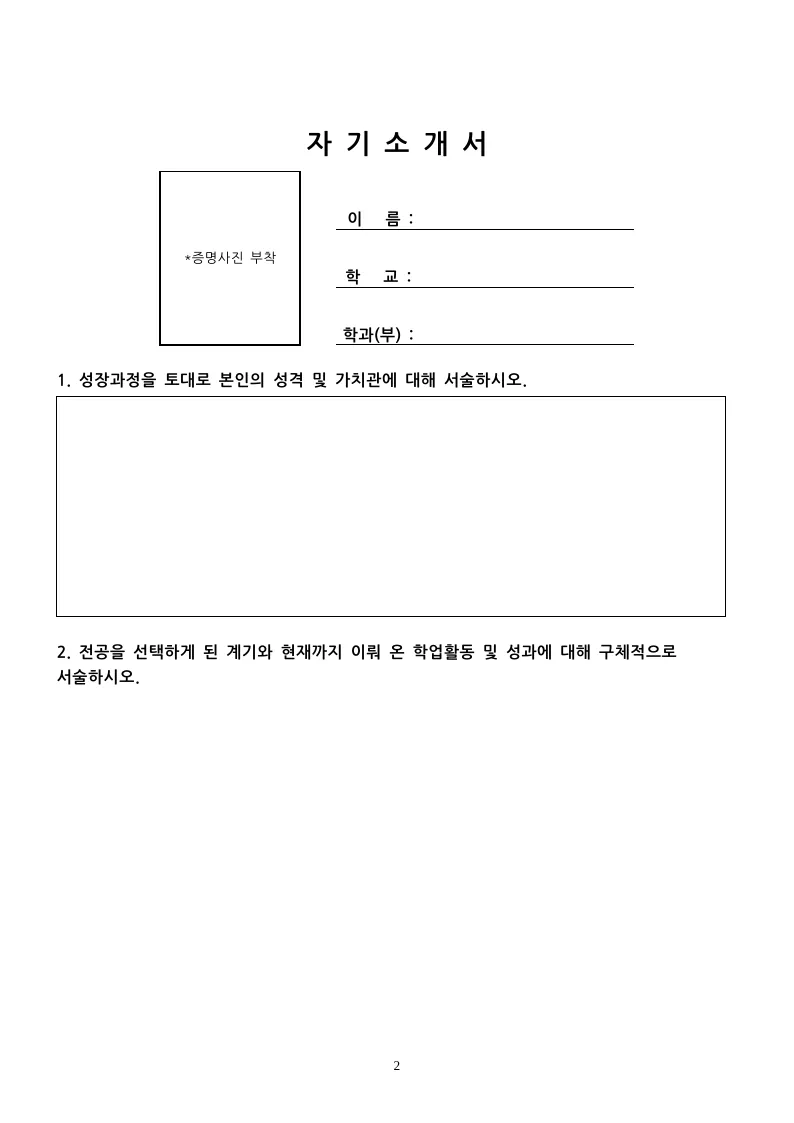 자 기 소 개 서
*증명사진 부착
이 름 :
학 교 :
학과(부) :
1. 성장과정을 토대로 본인의 성격 및 가치관에 대해 서술하시오.
2. 전공을 선택하게 된 계기와 현재까지 이뤄 온 학업활동 및 성과에 대해 구체적으로
서술하시오.
2